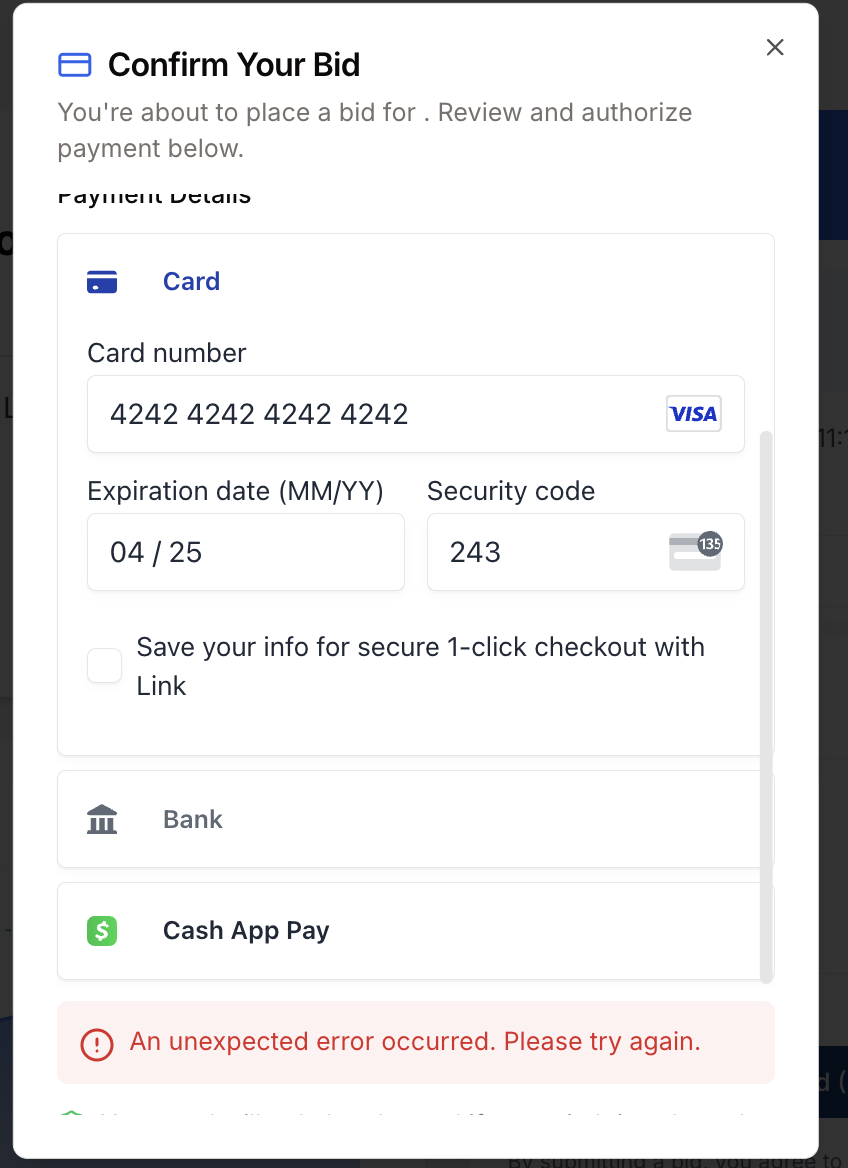 Confirm Your Bid
You're about to place a bid for . Review and authorize
payment below.
Payment Details
Card
Card number
4242 4242 4242 4242
VISA
Expiration date (MM/YY) Security code
04 / 25 243 135
Save your info for secure 1-click checkout with
Link
Bank
$ Cash App Pay
An unexpected error occurred. Please try again.
By submitting a bid, you agree to